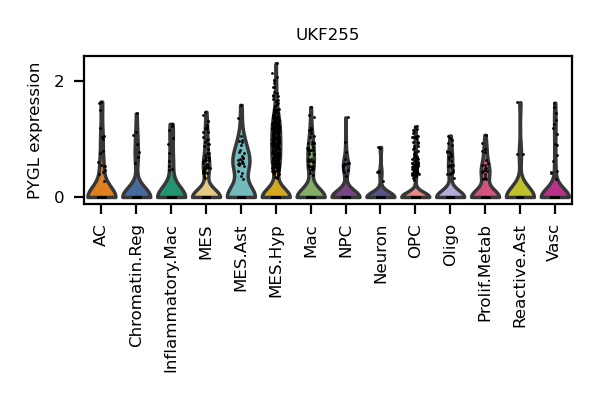 UKF255
PYGL expression
2
0
AC
Chromatin.Reg
Inflammatory.Mac
MES
MES.Ast
MES.Hyp
Mac
NPC
Neuron
OPC
Oligo
Prolif.Metab
Reactive.Ast
Vasc